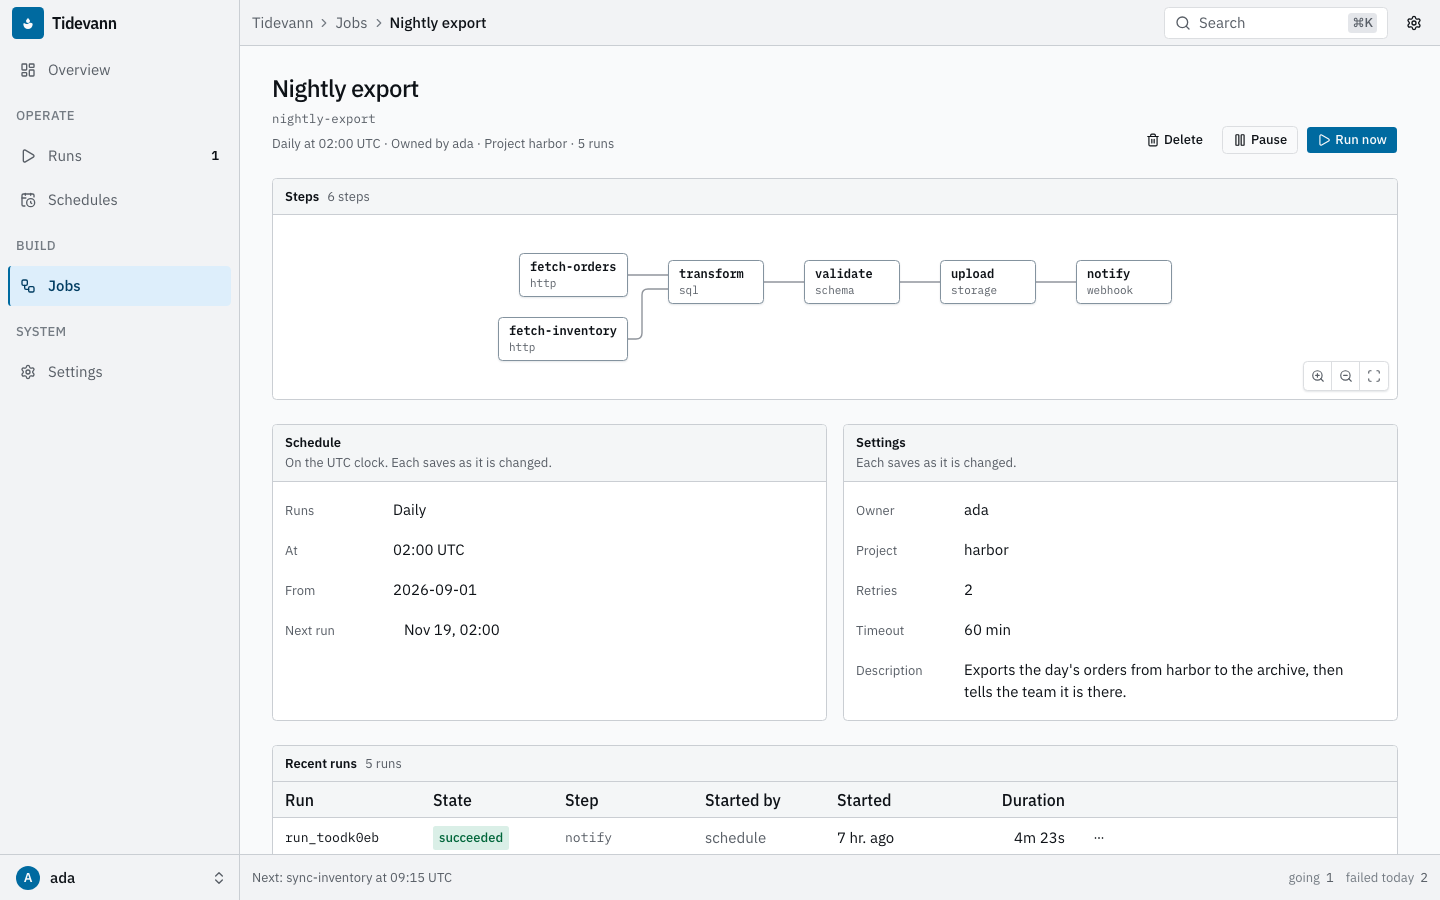 Tidevann
Overview
OPERATE
Runs 1
Schedules
BUILD
Jobs
SYSTEM
Settings
A ada
Tidevann > Jobs > Nightly export
Search ⌘K
Nightly export
nightly-export
Daily at 02:00 UTC · Owned by ada · Project harbor · 5 runs
Delete Pause Run now
Steps 6 steps
fetch-orders
http
fetch-inventory
http
transform
sql
validate
schema
upload
storage
notify
webhook
Schedule
On the UTC clock. Each saves as it is changed.
Runs Daily
At 02:00 UTC
From 2026-09-01
Next run Nov 19, 02:00
Settings
Each saves as it is changed.
Owner ada
Project harbor
Retries 2
Timeout 60 min
Description Exports the day's orders from harbor to the archive, then
tells the team it is there.
Recent runs 5 runs
Run State Step Started by Started Duration
run_toodk0eb succeeded notify schedule 7 hr. ago 4m 23s ···
Next: sync-inventory at 09:15 UTC
going 1 failed today 2